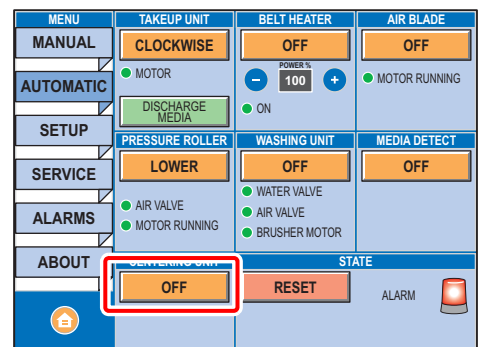 MENU
MANUAL
AUTOMATIC
SETUP
SERVICE
ALARMS
ABOUT
TAKEUP UNIT
CLOCKWISE
MOTOR
DISCHARGE
MEDIA
BELT HEATER
OFF
POWER %
100
ON
AIR BLADE
OFF
MOTOR RUNNING
PRESSURE ROLLER
LOWER
AIR VALVE
MOTOR RUNNING
WASHING UNIT
OFF
WATER VALVE
AIR VALVE
BRUSHER MOTOR
MEDIA DETECT
OFF
CENTERING UNIT
OFF
STATE
RESET
ALARM